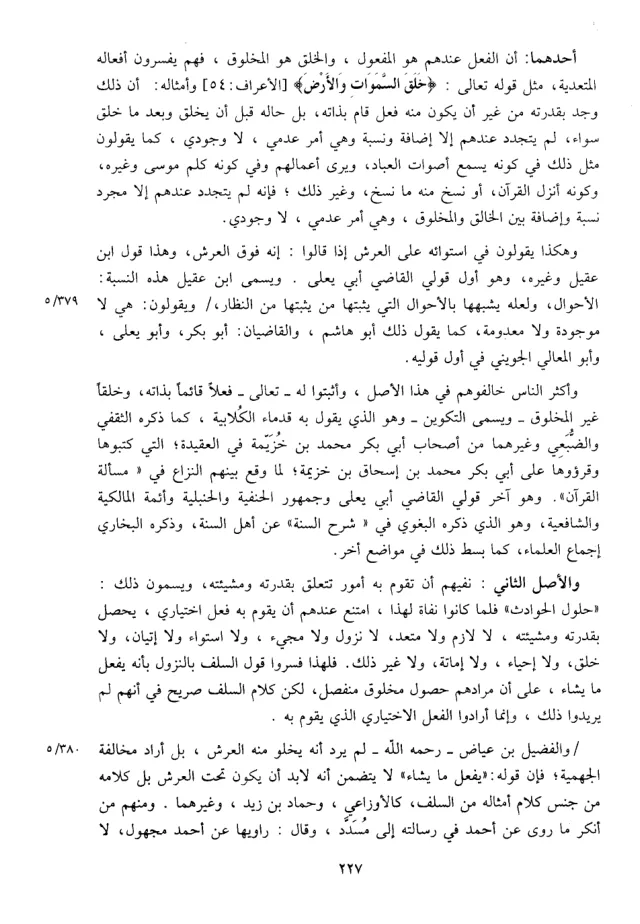 أحدهما: أن الفعل عندهم هو المفعول ، والخلق هو المخلوق ، فهم يفسرون أفعاله
المتعدية، مثل قوله تعالى : ﴿خَلَقَ السَّمَوَاتِ وَالأَرْضَ﴾ [الأعراف:٥٤] وأمثاله: أن ذلك
وجد بقدرته من غير أن يكون منه فعل قام بذاته، بل حاله قبل أن يخلق وبعد ما خلق
سواء، لم يتجدد عندهم إلا إضافة ونسبة وهي أمر عدمي ، لا وجودي ، كما يقولون
مثل ذلك في كونه يسمع أصوات العباد، ويرى أعمالهم وفي كونه كلم موسى وغيره،
وكونه أنزل القرآن، أو نسخ منه ما نسخ، وغير ذلك ؛ فإنه لم يتجدد عندهم إلا مجرد
نسبة وإضافة بين الخالق والمخلوق ، وهي أمر عدمي ، لا وجودي.
وهكذا يقولون في استوائه على العرش إذا قالوا : إنه فوق العرش، وهذا قول ابن
عقيل وغيره، وهو أول قولي القاضي أبي يعلى . ويسمى ابن عقيل هذه النسبة:
الأحوال، ولعله يشبهها بالأحوال التي يثبتها من يثبتها من النظار،/ ويقولون: هي لا
٥/٣٧٩
موجودة ولا معدومة، كما يقول ذلك أبو هاشم ، والقاضيان: أبو بكر، وأبو يعلى ،
وأبو المعالي الجويني في أول قوليه.
وأكثر الناس خالفوهم في هذا الأصل ، وأثبتوا له ـ تعالى ـ فعلاً قائماً بذاته، وخلقاً
غير المخلوق ـ ويسمى التكوين ـ وهو الذي يقول به قدماء الكُلابية ، كما ذكره الثقفي
والضُّبَعي وغيرهما من أصحاب أبي بكر محمد بن خُزَيْمة في العقيدة؛ التي كتبوها
وقرؤوها على أبي بكر محمد بن إسحاق بن خزيمة؛ لما وقع بينهم النزاع في « مسألة
القرآن». وهو آخر قولي القاضي أبي يعلى وجمهور الحنفية والحنبلية وأئمة المالكية
والشافعية، وهو الذي ذكره البغوي في « شرح السنة» عن أهل السنة، وذكره البخاري
إجماع العلماء، كما بسط ذلك في مواضع أخر.
والأصل الثاني : نفيهم أن تقوم به أمور تتعلق بقدرته ومشيئته، ويسمون ذلك :
«حلول الحوادث» فلما كانوا نفاة لهذا ، امتنع عندهم أن يقوم به فعل اختياري ، يحصل
بقدرته ومشيئته ، لا لازم ولا متعد، لا نزول ولا مجيء ، ولا استواء ولا إتيان، ولا
خلق، ولا إحياء ، ولا إماتة، ولا غير ذلك. فلهذا فسروا قول السلف بالنزول بأنه يفعل
ما يشاء ، على أن مرادهم حصول مخلوق منفصل، لكن كلام السلف صريح في أنهم لم
يريدوا ذلك ، وإنما أرادوا الفعل الاختياري الذي يقوم به .
/ والفضيل بن عياض ـ رحمه الله ـ لم يرد أنه يخلو منه العرش ، بل أراد مخالفة
٥/٣٨٠
الجهمية؛ فإن قوله:«يفعل ما يشاء» لا يتضمن أنه لابد أن يكون تحت العرش بل كلامه
من جنس كلام أمثاله من السلف، كالأوزاعي ، وحماد بن زيد ، وغيرهما . ومنهم من
أنكر ما روى عن أحمد في رسالته إلى مُسَدَّد ، وقال : راويها عن أحمد مجهول، لا
٢٢٧